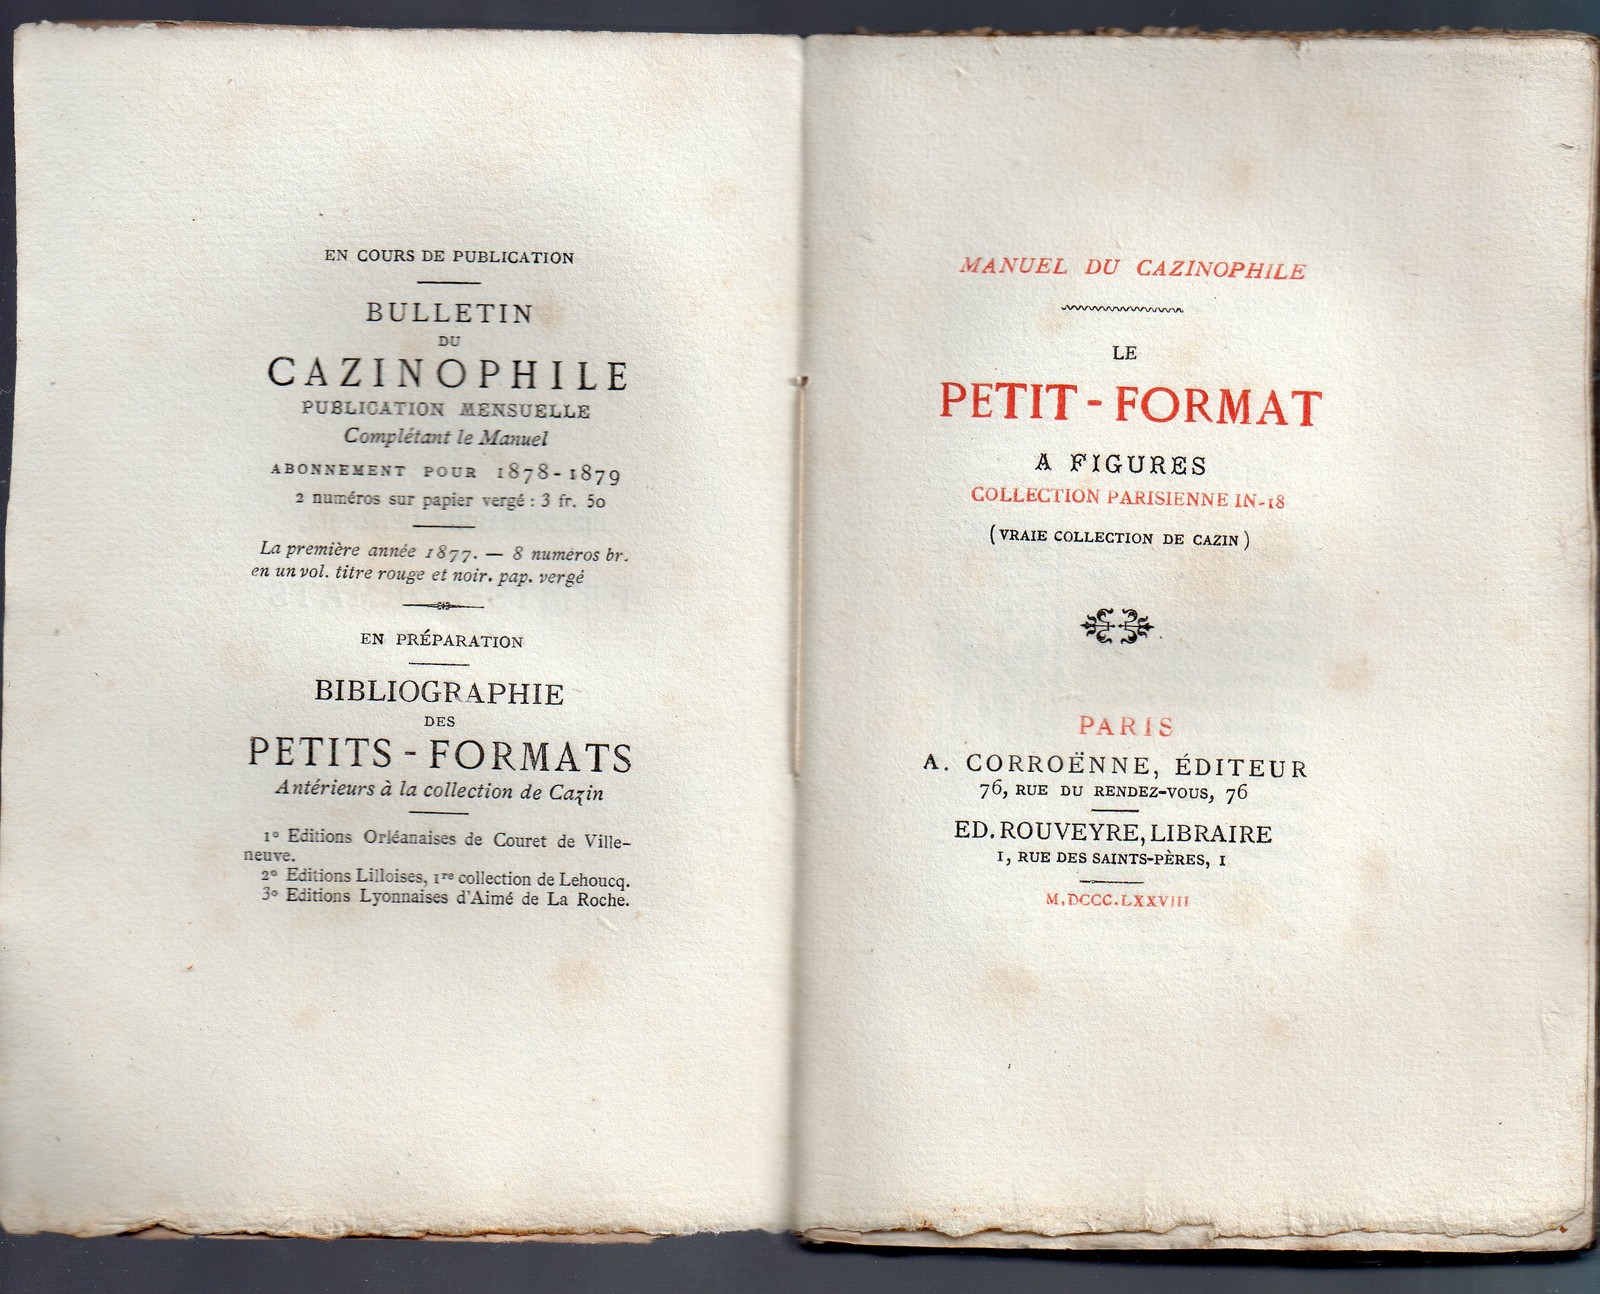 EN COURS DE PUBLICATION
BULLETIN
DU
CAZINOPHILE
PUBLICATION MENSUELLE
Complétant le Manuel
ABONNEMENT POUR 1878-1879
2 numéros sur papier vergé : 3 fr. 50
La première année 1877. — 8 numéros br.
en un vol. titre rouge et noir. pap. vergé
EN PRÉPARATION
BIBLIOGRAPHIE
DES
PETITS-FORMATS
Antérieurs à la collection de Cazin
1º Editions Orléanaises de Couret de Ville-
neuve.
2º Editions Lilloises, 1re collection de Lehoucq.
3º Editions Lyonnaises d'Aimé de La Roche.
MANUEL DU CAZINOPHILE
LE
PETIT-FORMAT
A FIGURES
COLLECTION PARISIENNE IN-18
(VRAIE COLLECTION DE CAZIN)
PARIS
A. CORROËNNE, ÉDITEUR
76, RUE DU RENDEZ-VOUS, 76
ED. ROUVEYRE, LIBRAIRE
1, RUE DES SAINTS-PÈRES, 1
M.DCCC.LXXVIII